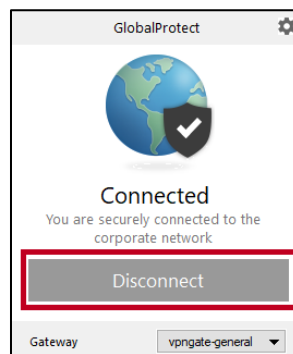 GlobalProtect
Connected
You are securely connected to the
corporate network
Disconnect
Gateway vpngate-general